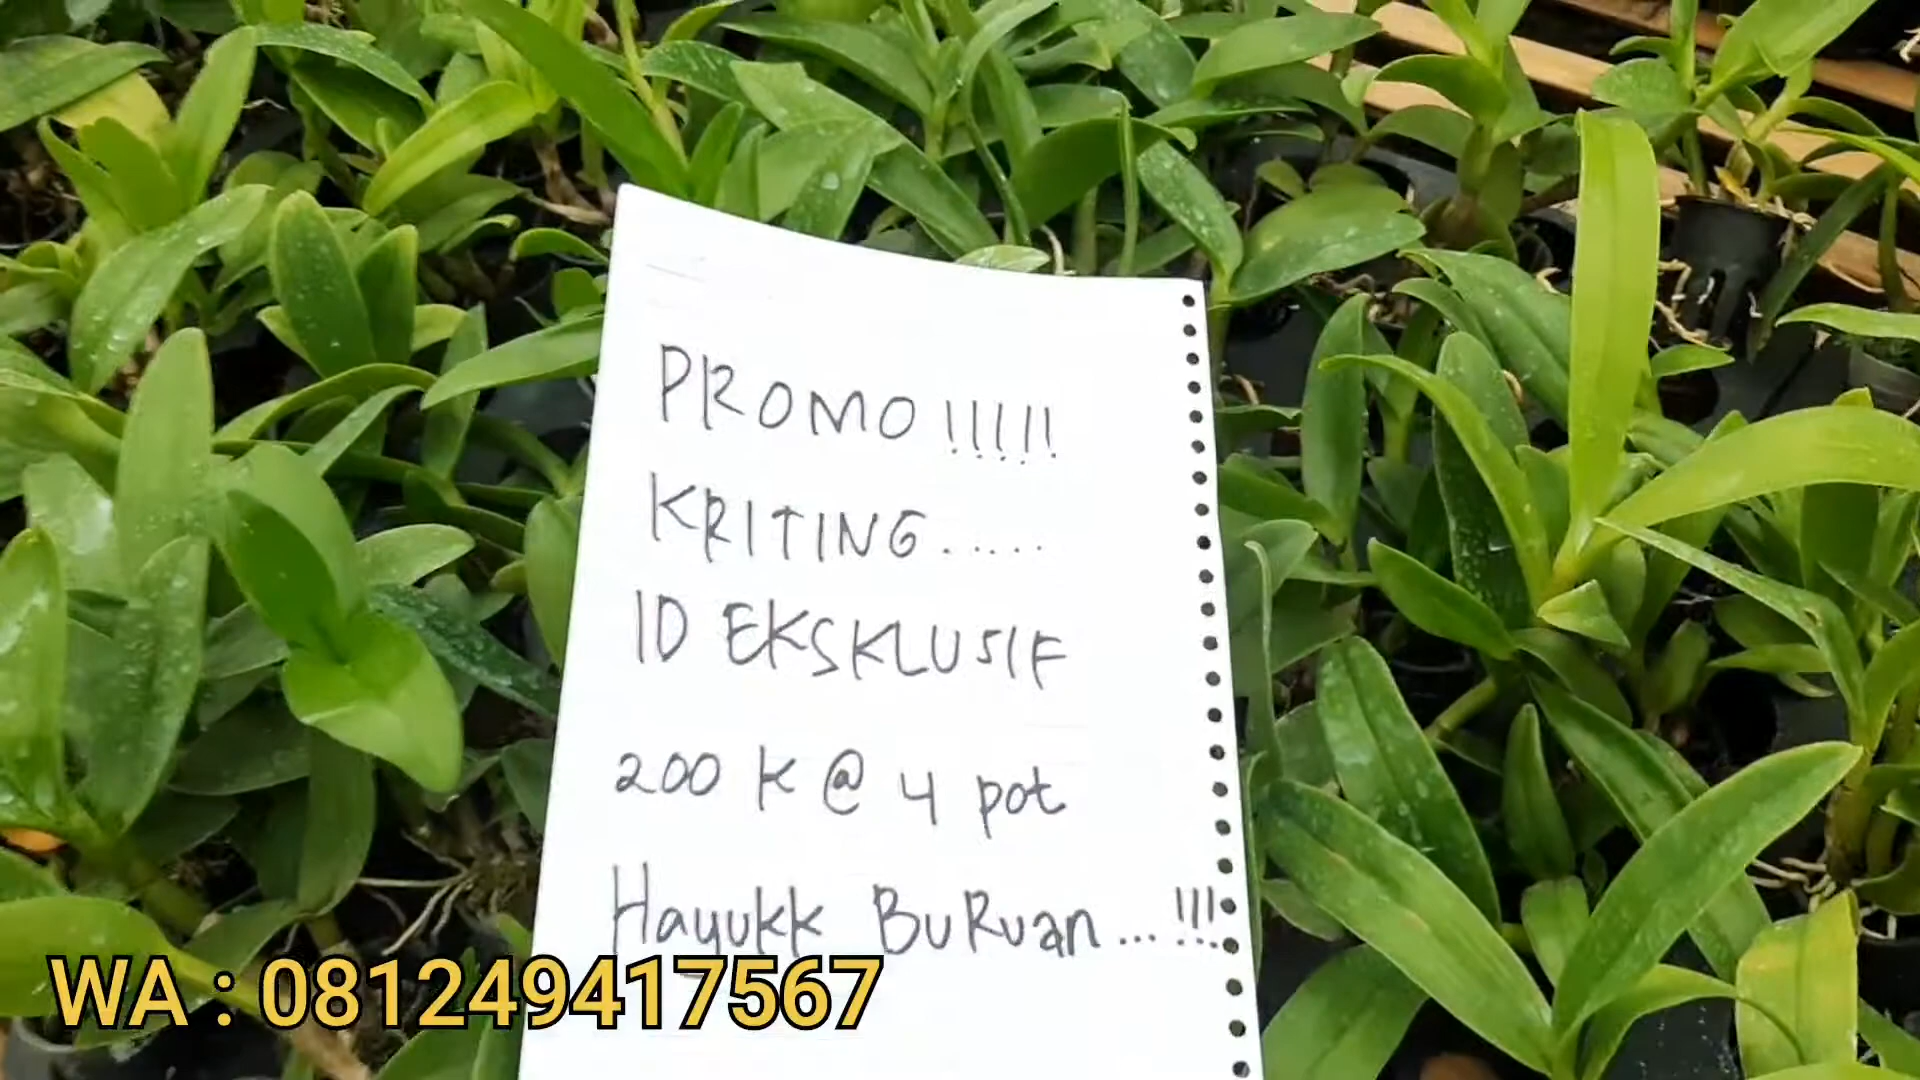 PROMO !!!!!
KRITING.....
ID EKSKLUSIF
200 K @ 4 pot
Hayukk BuRuan...!!!
WA : 081249417567